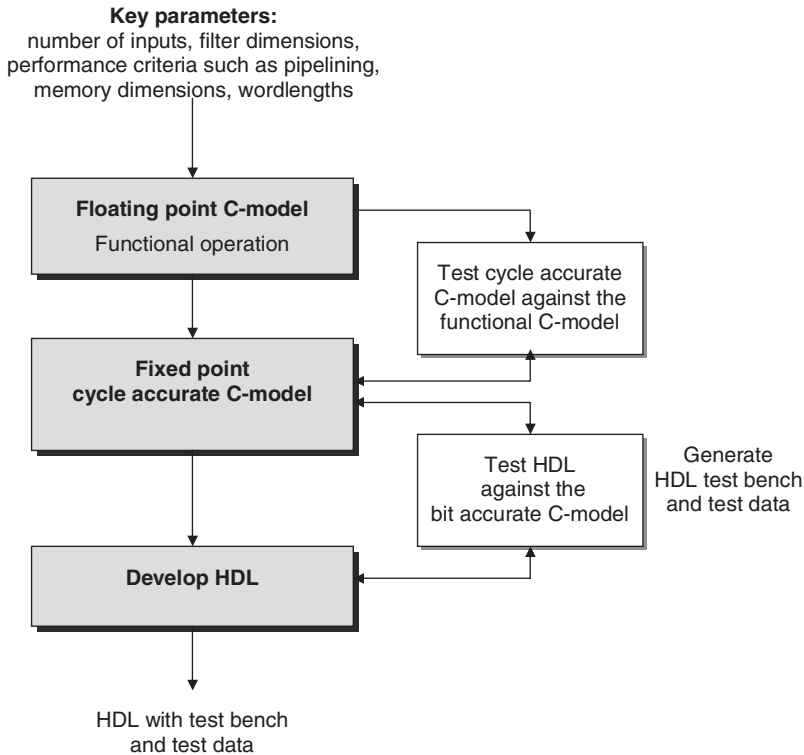 Key parameters:
number of inputs, filter dimensions,
performance criteria such as pipelining,
memory dimensions, wordlengths
Floating point C-model
Functional operation
Test cycle accurate
C-model against the
functional C-model
Fixed point
cycle accurate C-model
Test HDL
against the
bit accurate C-model
Generate
HDL test bench
and test data
Develop HDL
HDL with test bench
and test data